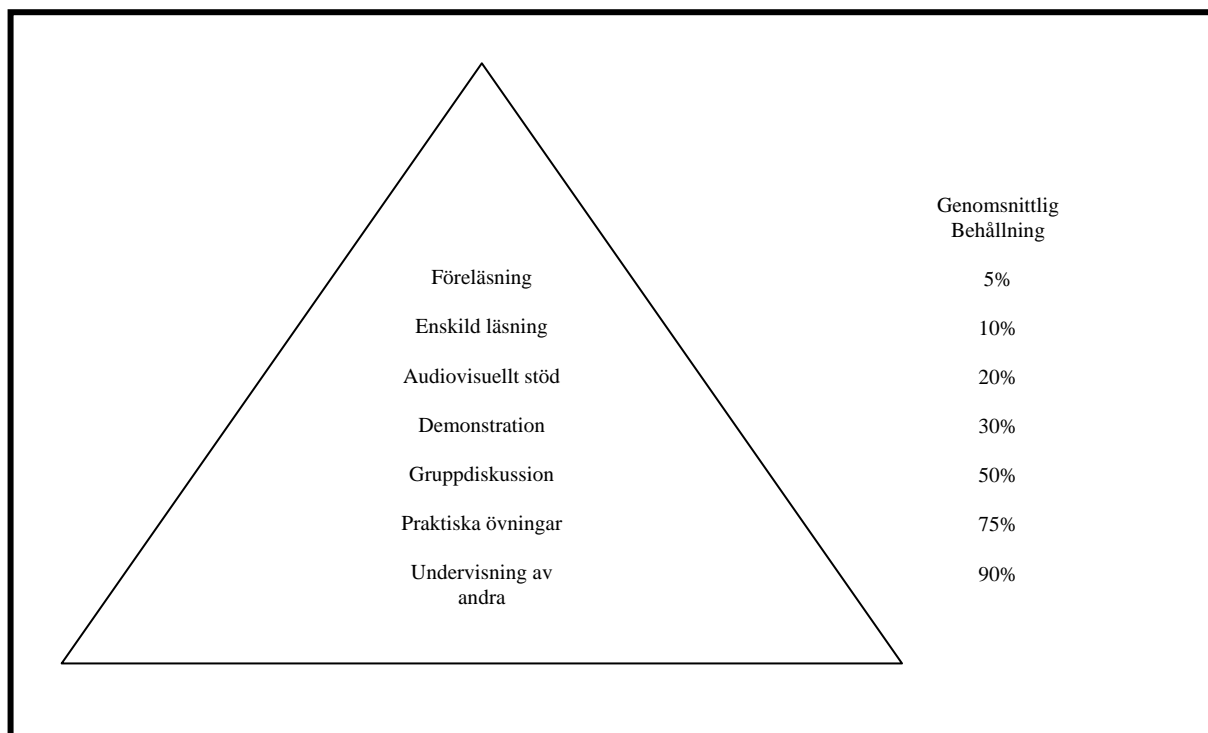 Genomsnittlig
Behållning
Föreläsning 5%
Enskild läsning 10%
Audiovisuellt stöd 20%
Demonstration 30%
Gruppdiskussion 50%
Praktiska övningar 75%
Undervisning av 90%
andra